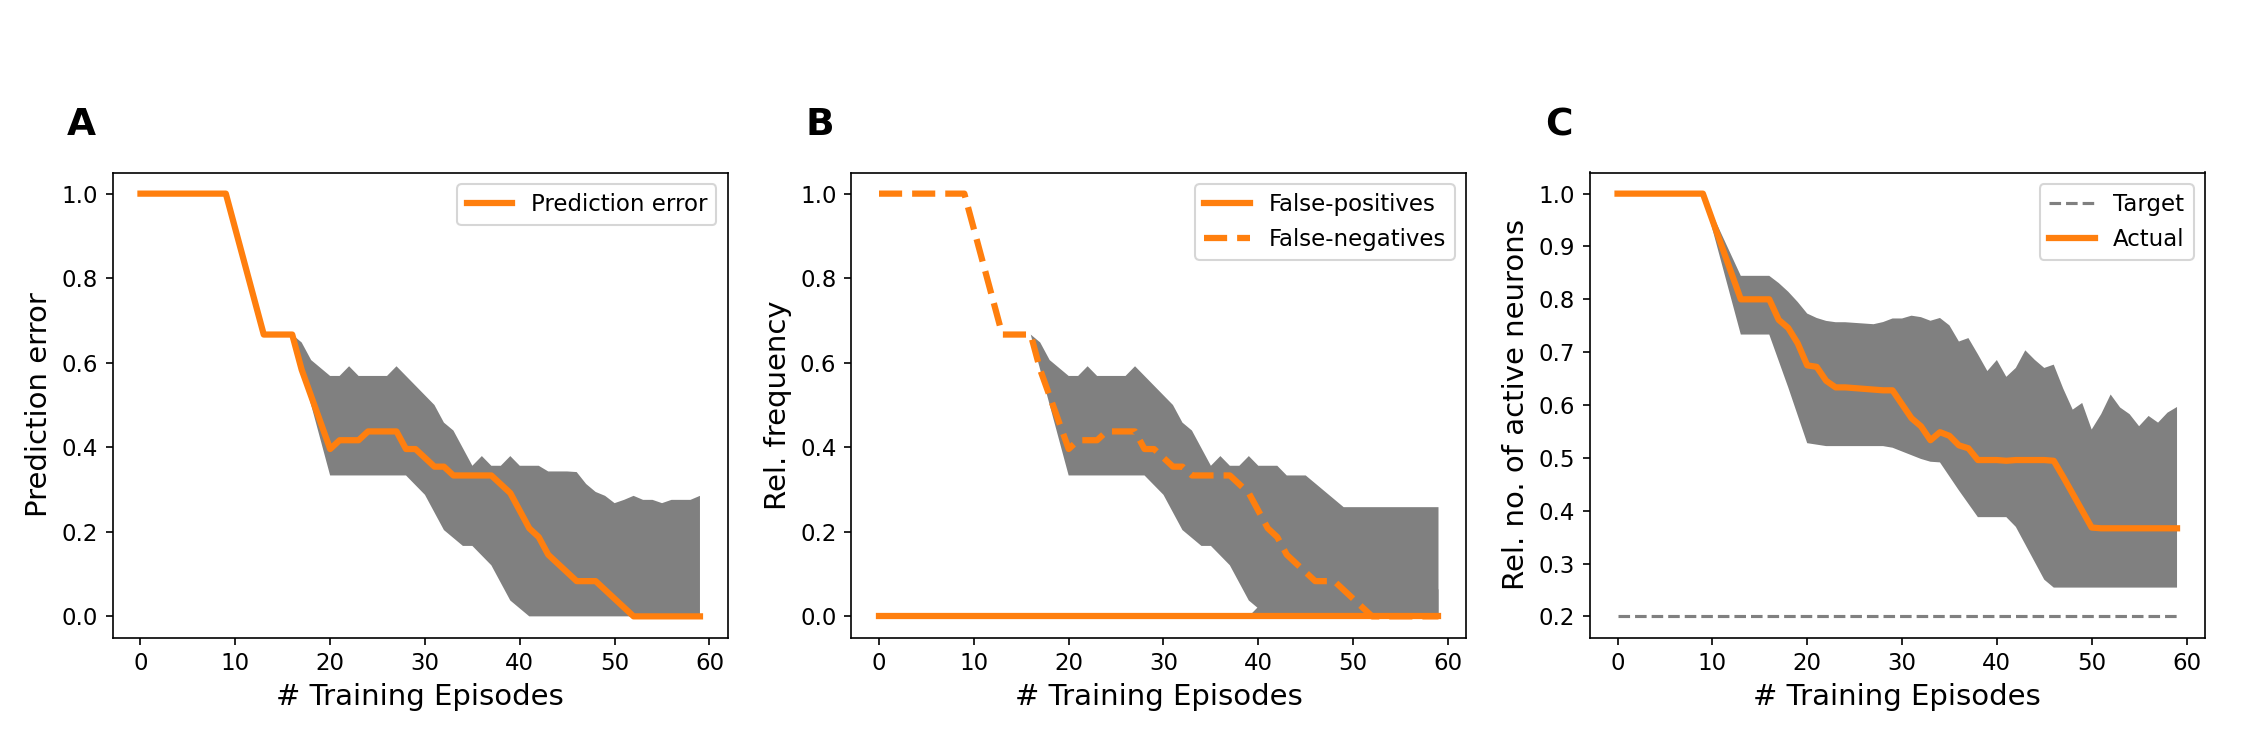 A
B
C
Prediction error
1.0
0.8
0.6
0.4
0.2
0.0
Prediction error
0 10 20 30 40 50 60
# Training Episodes
Rel. frequency
1.0
0.8
0.6
0.4
0.2
0.0
False-positives
False-negatives
0 10 20 30 40 50 60
# Training Episodes
Rel. no. of active neurons
1.0
0.9
0.8
0.7
0.6
0.5
0.4
0.3
0.2
Target
Actual
0 10 20 30 40 50 60
# Training Episodes